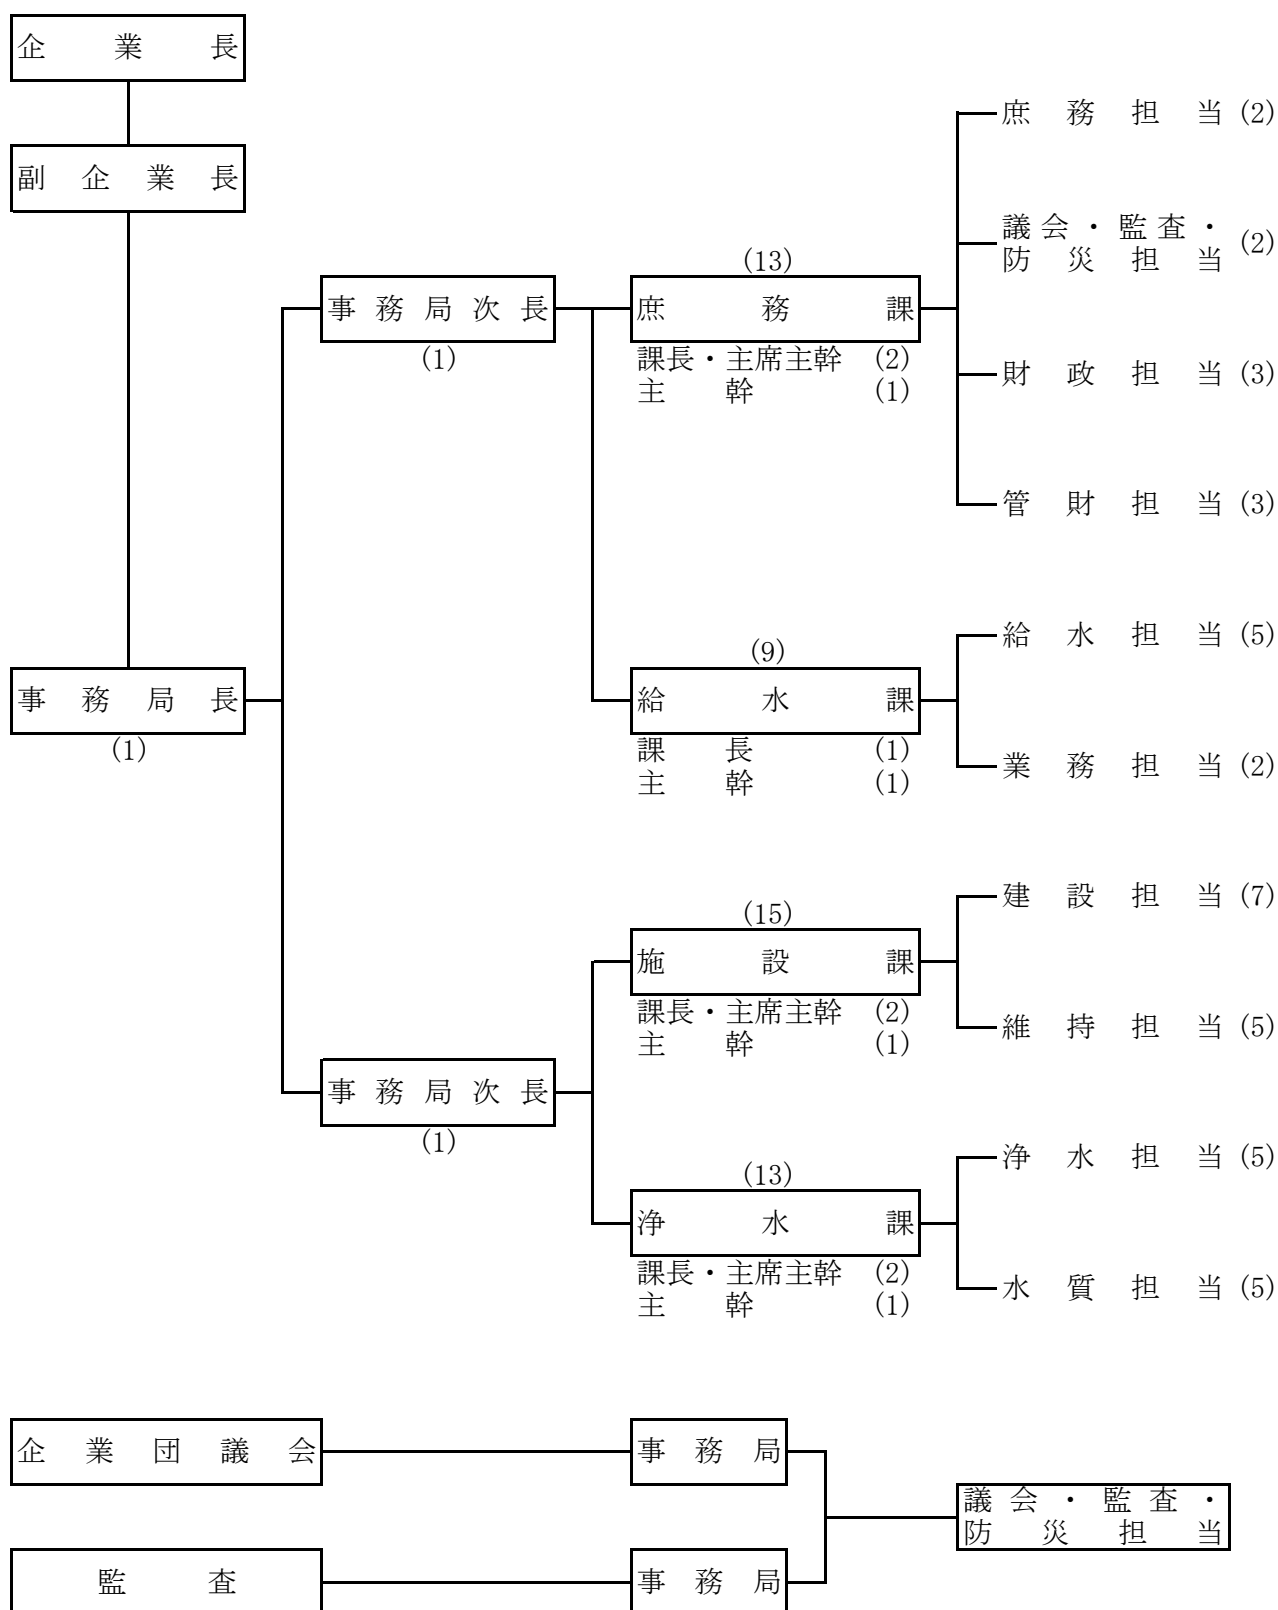 企業長
副企業長
事務局長
(1)
事務局次長
(1)
(13)
庶務課
課長・主席主幹 (2)
主幹 (1)
庶務担当 (2)
議会・監査・
防災担当 (2)
財政担当 (3)
管財担当 (3)
(9)
給水課
課長 (1)
主幹 (1)
給水担当 (5)
業務担当 (2)
事務局次長
(1)
(15)
施設課
課長・主席主幹 (2)
主幹 (1)
建設担当 (7)
維持担当 (5)
(13)
浄水課
課長・主席主幹 (2)
主幹 (1)
浄水担当 (5)
水質担当 (5)
企業団議会
事務局
監査
事務局
議会・監査・
防災担当